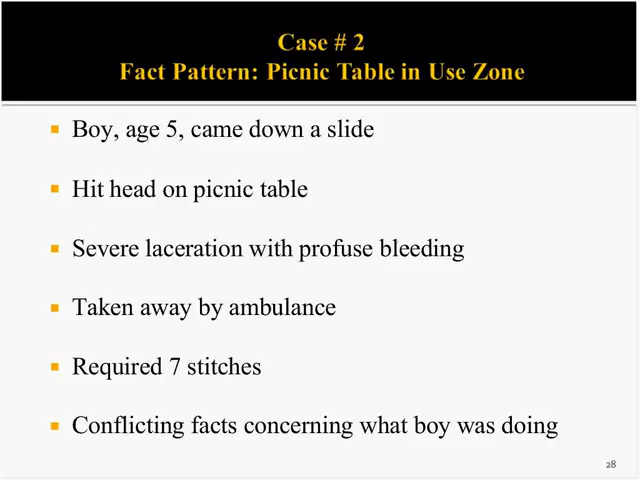 Case # 2
Fact Pattern: Picnic Table in Use Zone
Boy, age 5, came down a slide
Hit head on picnic table
Severe laceration with profuse bleeding
Taken away by ambulance
Required 7 stitches
Conflicting facts concerning what boy was doing
28